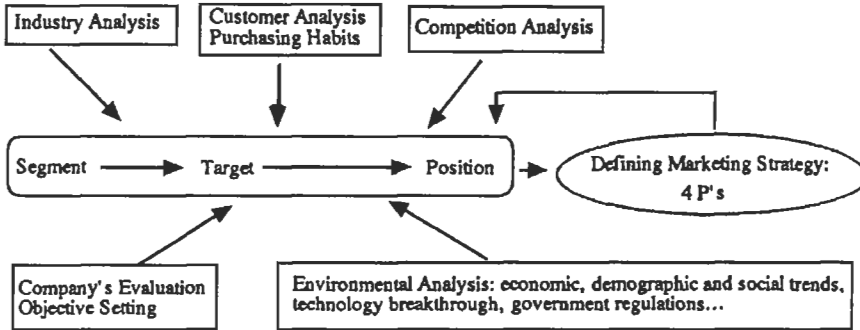 Industry Analysis
Customer Analysis
Purchasing Habits
Competition Analysis
Segment
Target
Position
Defining Marketing Strategy:
4 P's
Company's Evaluation
Objective Setting
Environmental Analysis: economic, demographic and social trends,
technology breakthrough, government regulations...